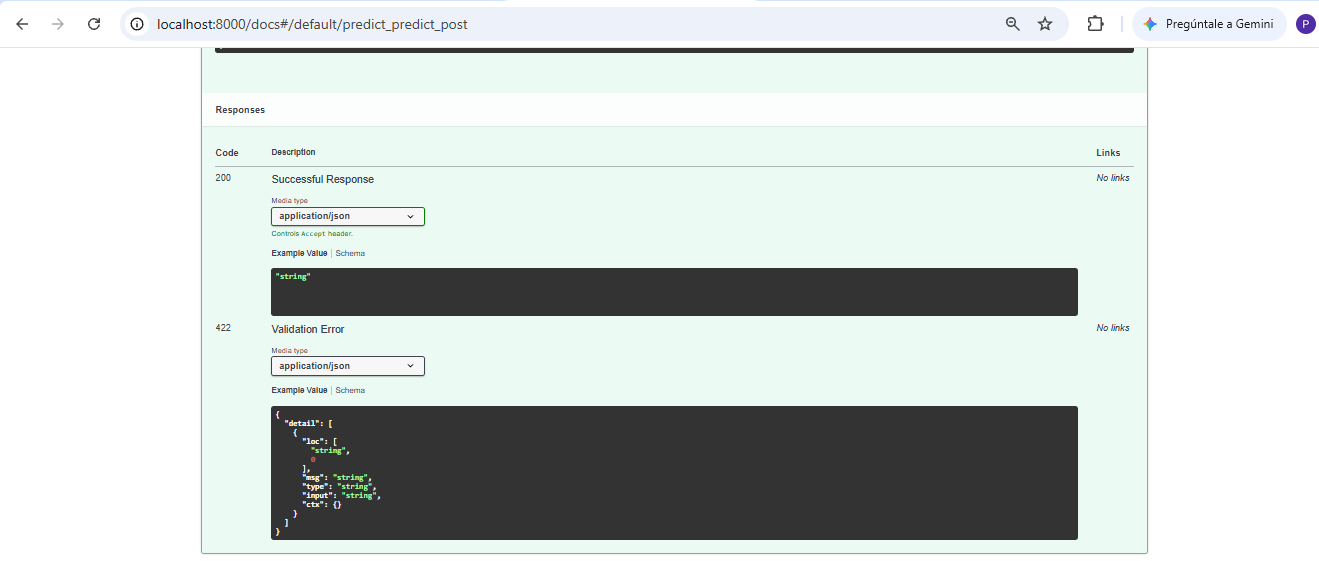 localhost:8000/docs#/default/predict_predict_post
Pregúntale a Gemini
P
Responses
Code Description Links
200 Successful Response No links
Media type
application/json
Controls Accept header.
Example Value | Schema
"string"
422 Validation Error No links
Media type
application/json
Example Value | Schema
{
  "detail": [
    {
      "loc": [
        "string",
        0
      ],
      "msg": "string",
      "type": "string",
      "input": "string",
      "ctx": {}
    }
  ]
}